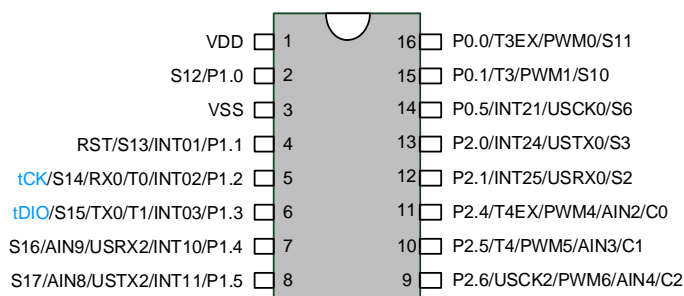 VDD 1 16 P0.0/T3EX/PWM0/S11
S12/P1.0 2 15 P0.1/T3/PWM1/S10
VSS 3 14 P0.5/INT21/USCK0/S6
RST/S13/INT01/P1.1 4 13 P2.0/INT24/USTX0/S3
tCK/S14/RX0/T0/INT02/P1.2 5 12 P2.1/INT25/USRX0/S2
tDIO/S15/TX0/T1/INT03/P1.3 6 11 P2.4/T4EX/PWM4/AIN2/C0
S16/AIN9/USRX2/INT10/P1.4 7 10 P2.5/T4/PWM5/AIN3/C1
S17/AIN8/USTX2/INT11/P1.5 8 9 P2.6/USCK2/PWM6/AIN4/C2